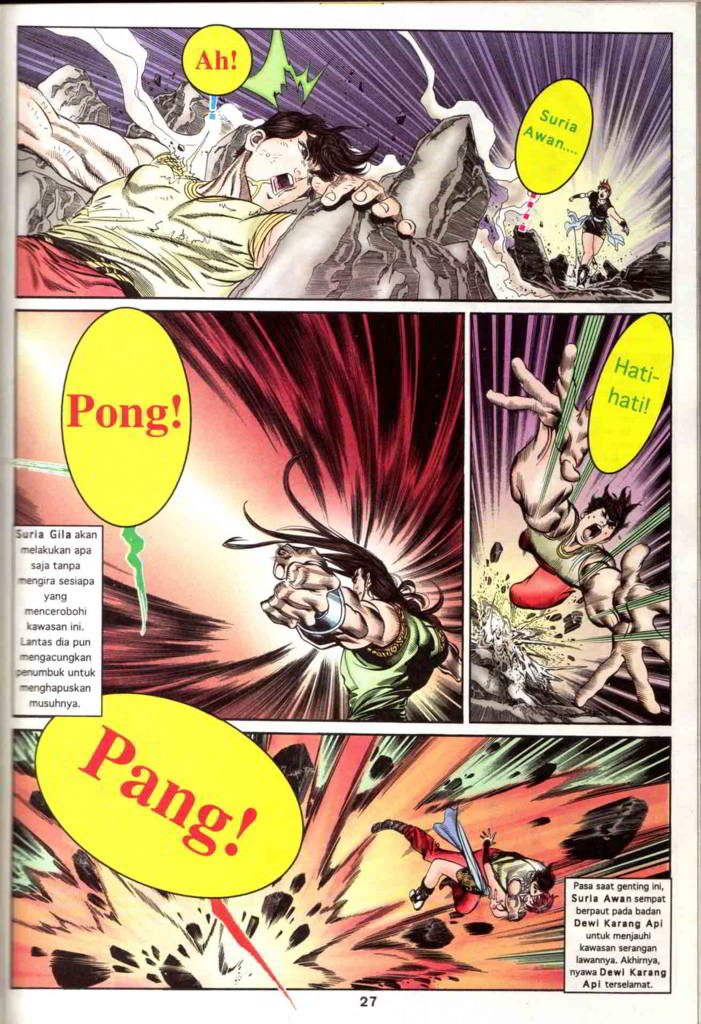 Ah!
Suria
Awan....
Pong!
Hati-
hati!
Suria Gila akan
melakukan apa
saja tanpa
mengira sesiapa
yang
mencerobohi
kawasan ini.
Lantas dia pun
mengacungkan
penumbuk untuk
menghapuskan
musuhnya.
Pang!
Pasa saat genting ini,
Suria Awan sempat
berpaut pada badan
Dewi Karang Api
untuk menjauhi
kawasan serangan
lawannya. Akhirnya,
nyawa Dewi Karang
Api terselamat.
27